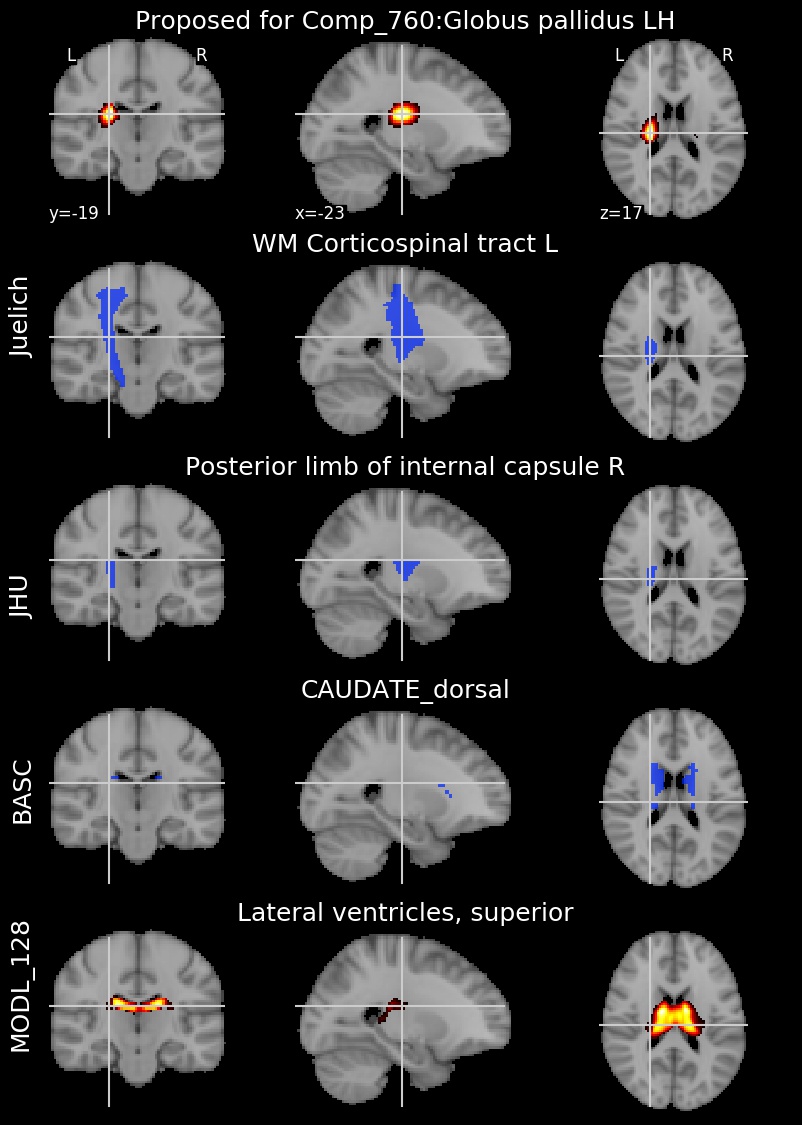 Proposed for Comp_760:Globus pallidus LH
L R
L R
y=-19
x=-23
z=17
WM Corticospinal tract L
Juelich
Posterior limb of internal capsule R
JHU
CAUDATE_dorsal
BASC
Lateral ventricles, superior
MODL_128